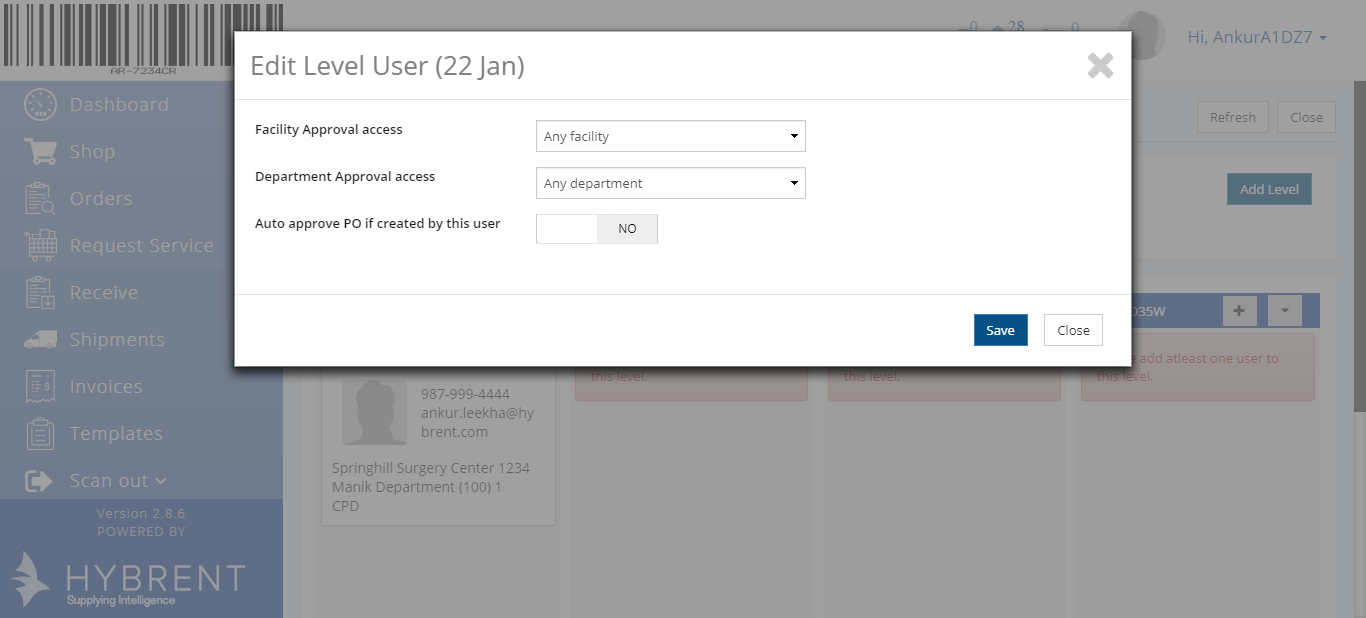 AR-7234CR
0 28 0
Hi, AnkurA1DZ7
Edit Level User (22 Jan)
Facility Approval access
Any facility
Department Approval access
Any department
Auto approve PO if created by this user
NO
Save
Close
Dashboard
Shop
Orders
Request Service
Receive
Shipments
Invoices
Templates
Scan out
Version 2.8.6
POWERED BY
HYBRENT
Supplying Intelligence
Refresh
Close
Add Level
035W
+
add atleast one user to
this level.
this level.
this level.
987-999-4444
ankur.leekha@hy
brent.com
Springhill Surgery Center 1234
Manik Department (100) 1
CPD